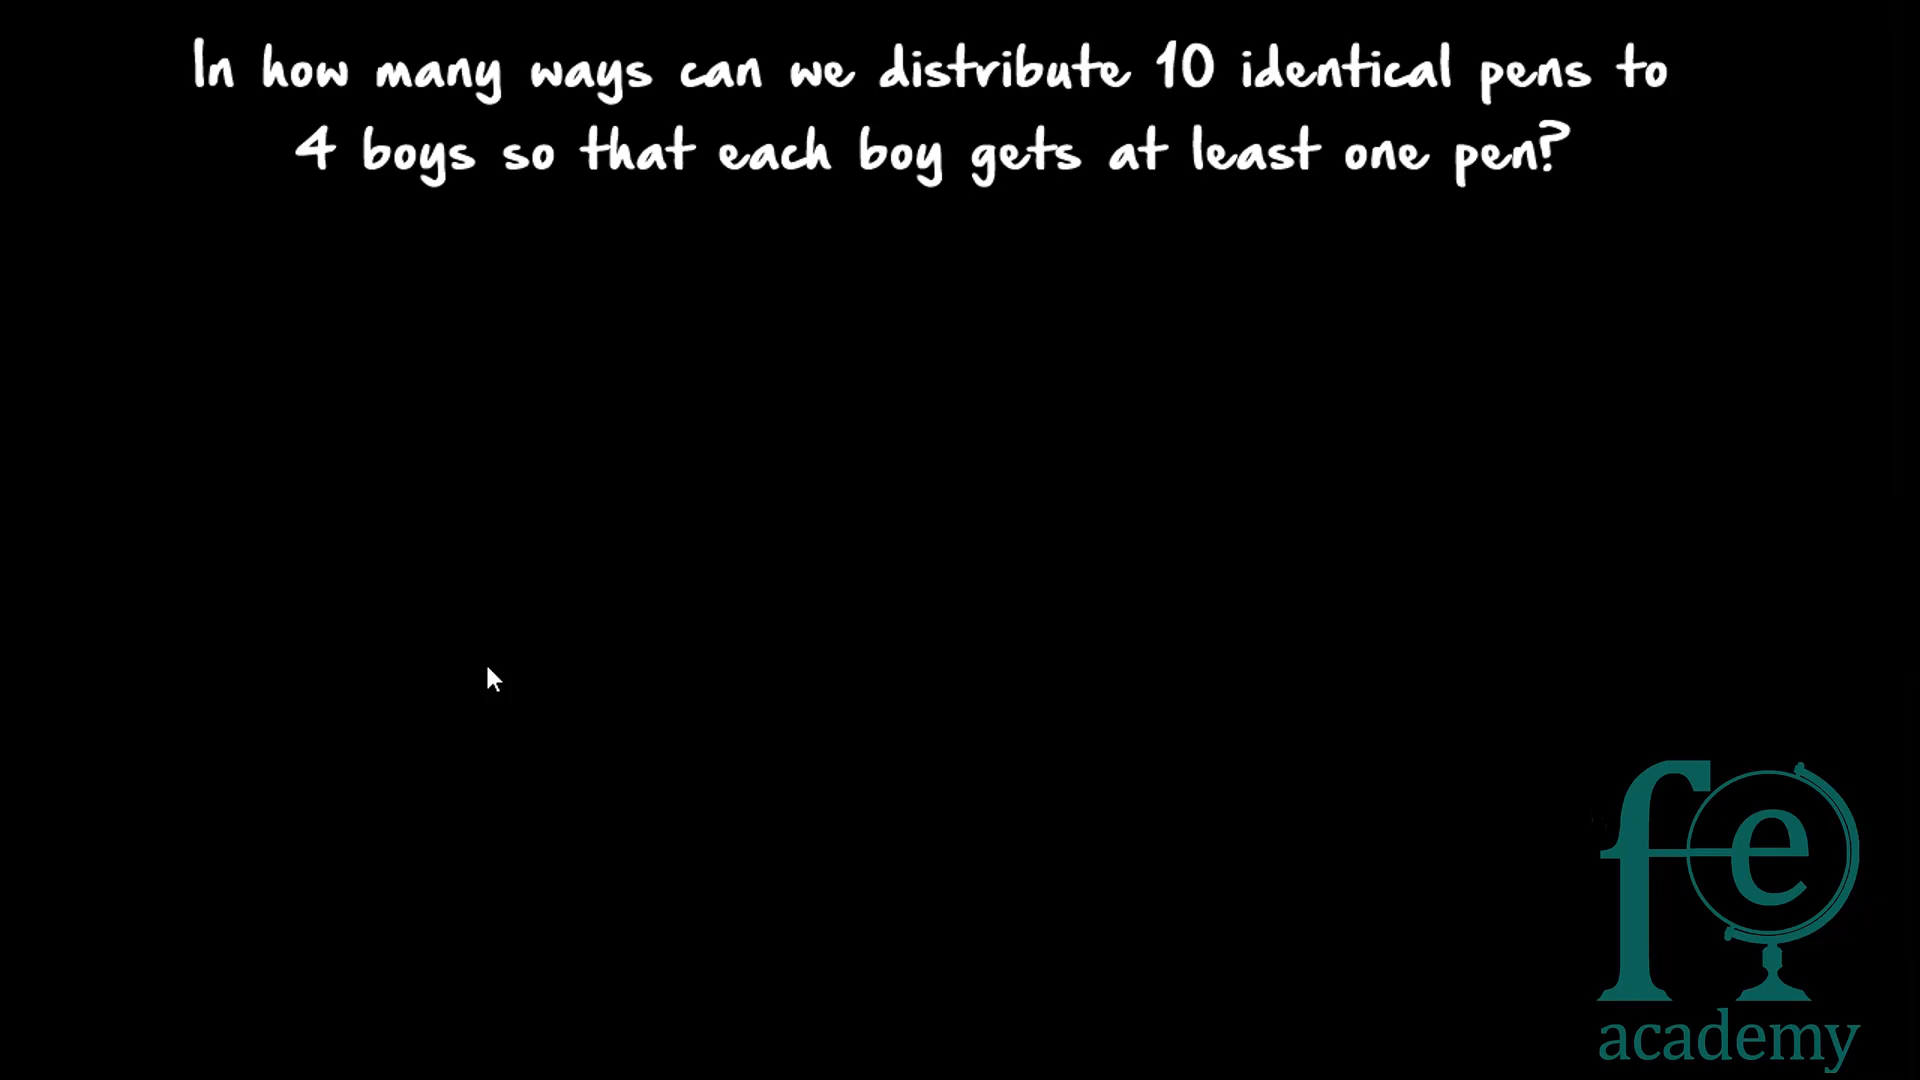 In how many ways can we distribute 10 identical pens to
4 boys so that each boy gets at least one pen?
fe
academy